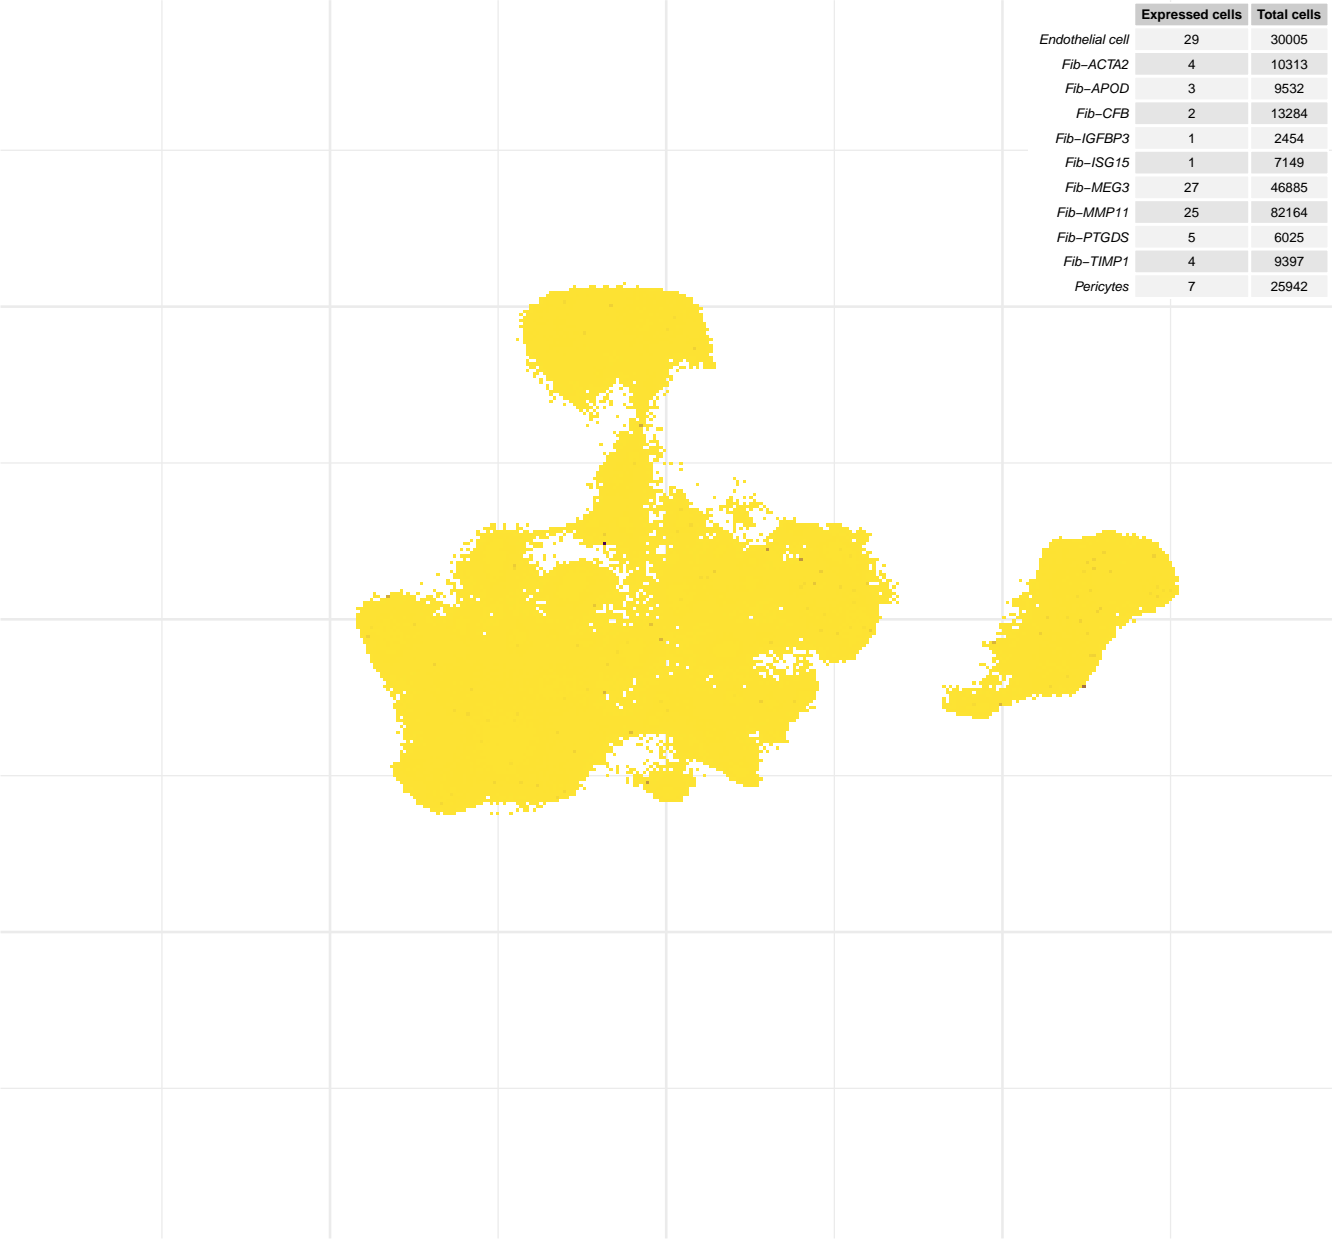 Expressed cells Total cells
Endothelial cell 29 30005
Fib−ACTA2 4 10313
Fib−APOD 3 9532
Fib−CFB 2 13284
Fib−IGFBP3 1 2454
Fib−ISG15 1 7149
Fib−MEG3 27 46885
Fib−MMP11 25 82164
Fib−PTGDS 5 6025
Fib−TIMP1 4 9397
Pericytes 7 25942